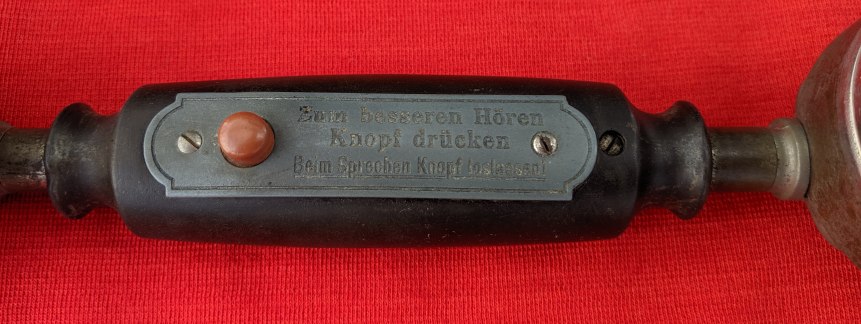 Zum besseren Hören
Knopf drücken
Beim Sprechen Knopf loslassen!